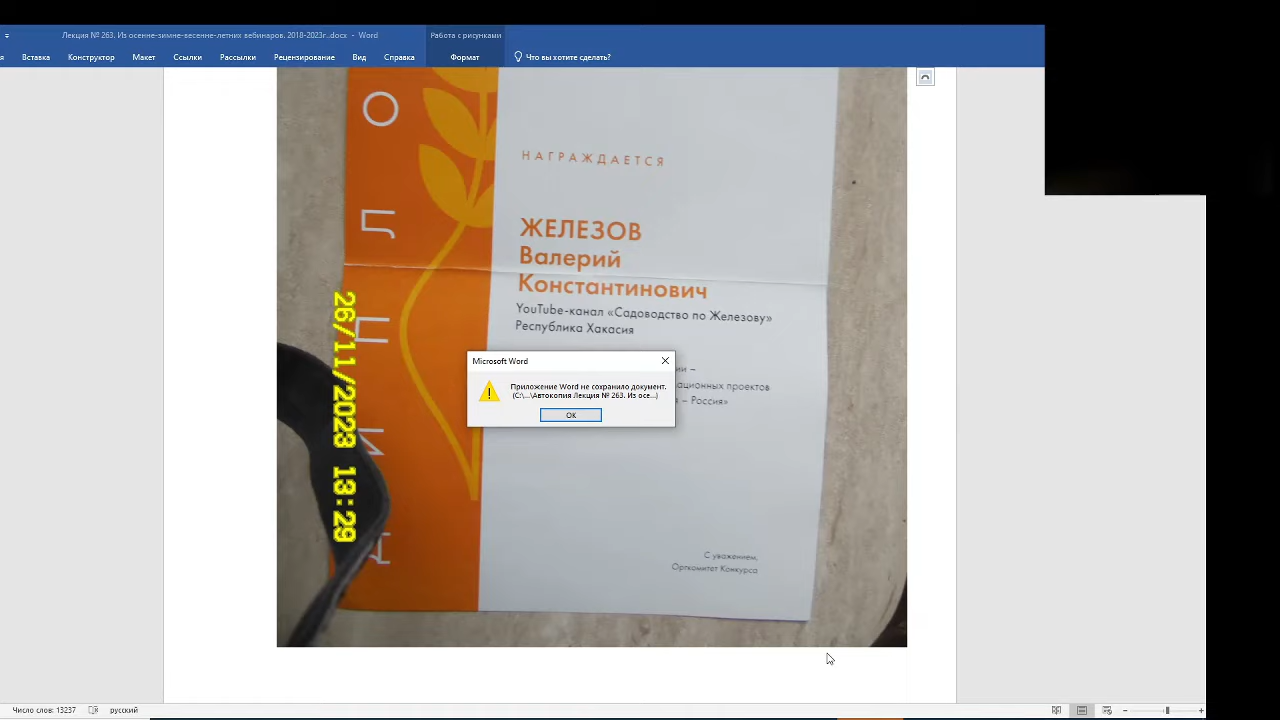 Лекция № 263. Из осенне-зимне-весенне-летних вебинаров. 2018-2023г..docx - Word
Работа с рисунками
я Вставка Конструктор Макет Ссылки Рассылки Рецензирование Вид Справка Формат Что вы хотите сделать?
ДИПЛО
НАГРАЖДАЕТСЯ
ЖЕЛЕЗОВ
Валерий
Константинович
YouTube-канал «Садоводство по Железову»
Республика Хакасия
ии –
ационных проектов
я – Россия»
С уважением,
Оргкомитет Конкурса
26/11/2023 13:29
Microsoft Word
Приложение Word не сохранило документ.
(C:\...\Автокопия Лекция № 263. Из осе...)
ОК
Число слов: 13237 русский